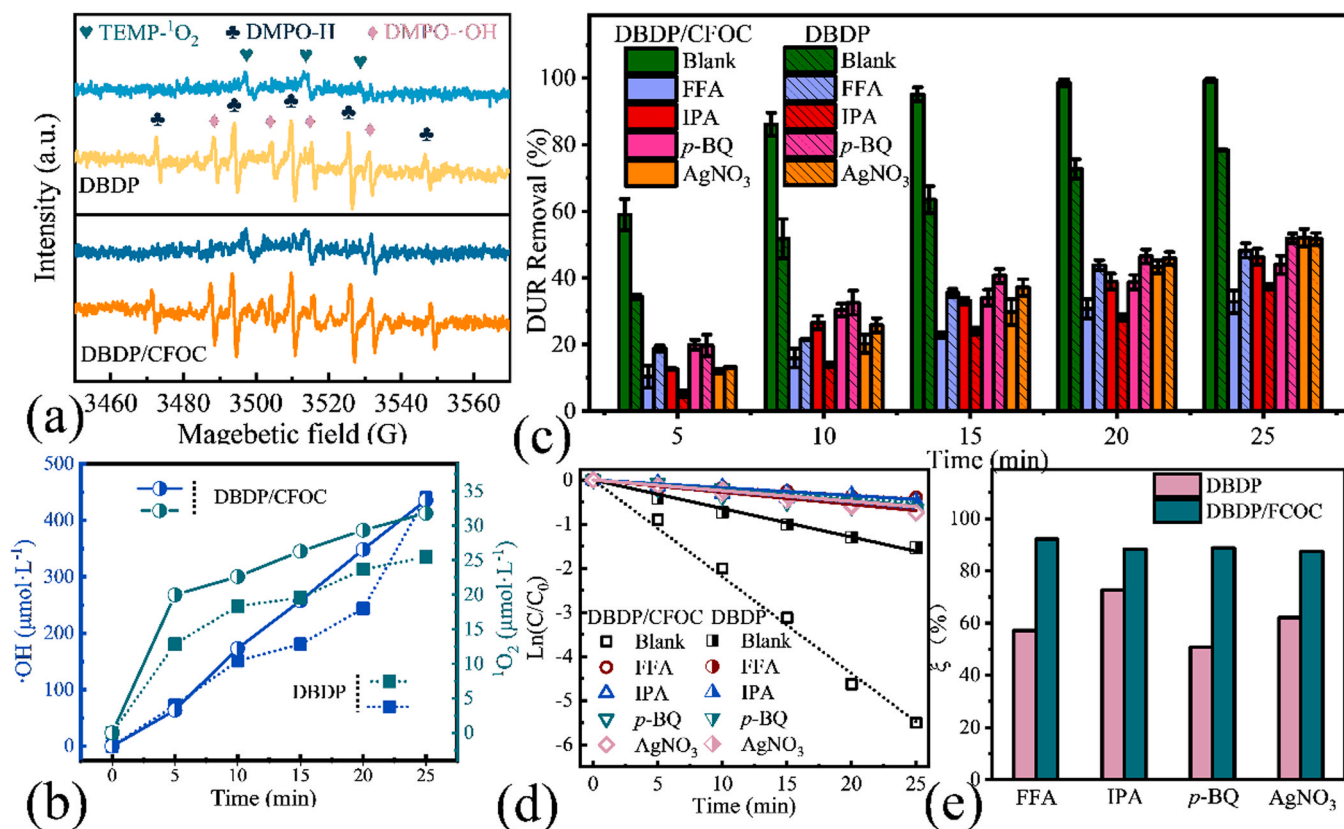 ♥ TEMP-¹O₂ ♣ DMPO-H ♦ DMPO-·OH
Intensity (a.u.)
DBDP
DBDP/CFOC
3460 3480 3500 3520 3540 3560
Magebetic field (G)
(a)
DBDP/CFOC DBDP
Blank Blank
FFA FFA
IPA IPA
p-BQ p-BQ
AgNO₃ AgNO₃
DUR Removal (%)
100
80
60
40
20
0
5 10 15 20 25
Time (min)
(c)
·OH (μmol·L⁻¹)
500
400
300
200
100
0
DBDP/CFOC
DBDP
35
30
25
20
15
10
5
0
¹O₂ (μmol·L⁻¹)
0 5 10 15 20 25
Time (min)
(b)
Ln(C/C₀)
0
-1
-2
-3
-4
-5
-6
DBDP/CFOC DBDP
Blank Blank
FFA FFA
IPA IPA
p-BQ p-BQ
AgNO₃ AgNO₃
0 5 10 15 20 25
Time (min)
(d)
DBDP
DBDP/FCOC
ξ (%)
100
80
60
40
20
0
FFA IPA p-BQ AgNO₃
(e)